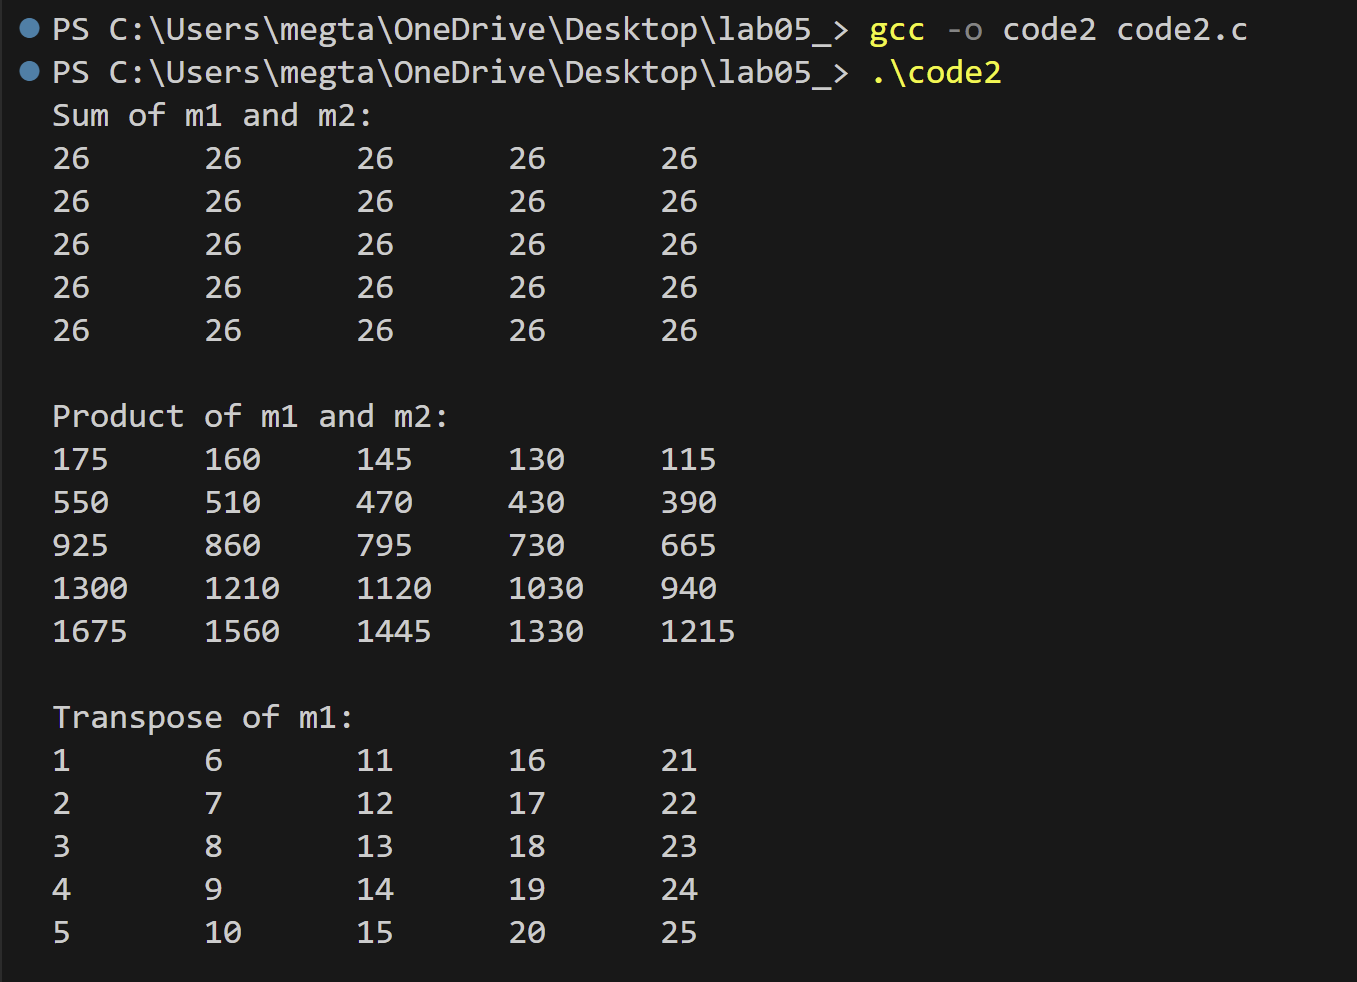 PS C:\Users\megta\OneDrive\Desktop\lab05_> gcc -o code2 code2.c
PS C:\Users\megta\OneDrive\Desktop\lab05_> .\code2
Sum of m1 and m2:
26 26 26 26 26
26 26 26 26 26
26 26 26 26 26
26 26 26 26 26
26 26 26 26 26
Product of m1 and m2:
175 160 145 130 115
550 510 470 430 390
925 860 795 730 665
1300 1210 1120 1030 940
1675 1560 1445 1330 1215
Transpose of m1:
1 6 11 16 21
2 7 12 17 22
3 8 13 18 23
4 9 14 19 24
5 10 15 20 25